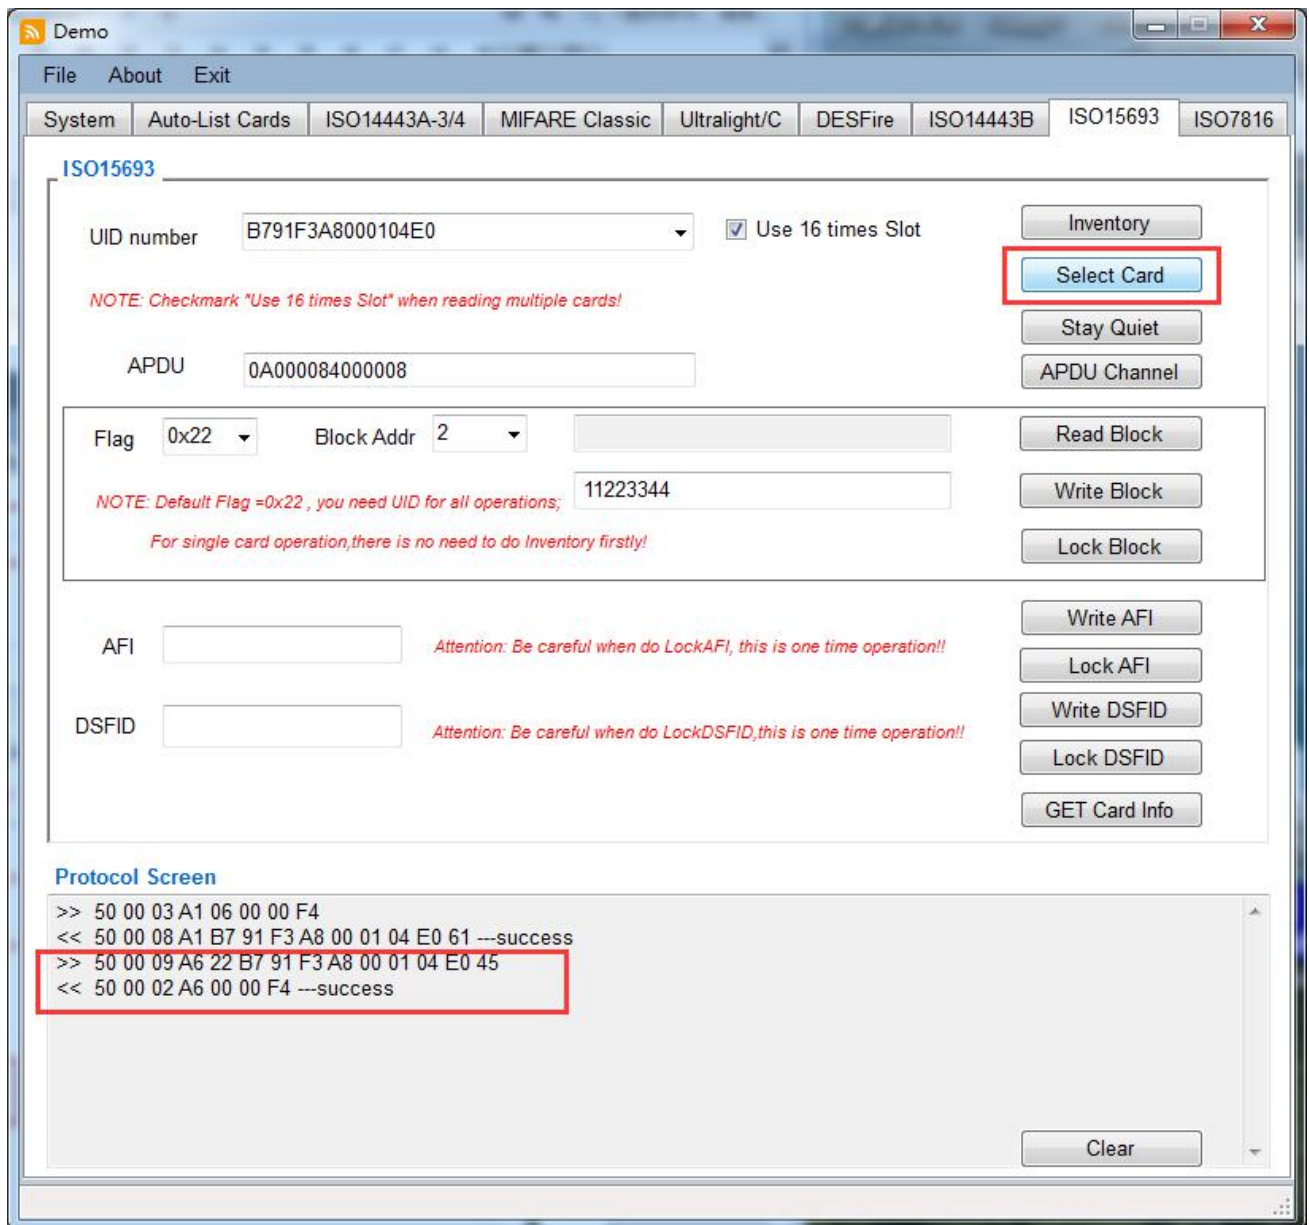 Demo
File About Exit
System Auto-List Cards ISO14443A-3/4 MIFARE Classic Ultralight/C DESFire ISO14443B ISO15693 ISO7816
ISO15693
UID number B791F3A8000104E0 Use 16 times Slot Inventory
Select Card
NOTE: Checkmark "Use 16 times Slot" when reading multiple cards!
Stay Quiet
APDU 0A000084000008 APDU Channel
Flag 0x22 Block Addr 2 Read Block
NOTE: Default Flag =0x22 , you need UID for all operations; 11223344 Write Block
For single card operation,there is no need to do Inventory firstly! Lock Block
Write AFI
AFI Attention: Be careful when do LockAFI, this is one time operation!!
Lock AFI
Write DSFID
DSFID Attention: Be careful when do LockDSFID,this is one time operation!!
Lock DSFID
GET Card Info
Protocol Screen
>> 50 00 03 A1 06 00 00 F4
<< 50 00 08 A1 B7 91 F3 A8 00 01 04 E0 61 ---success
>> 50 00 09 A6 22 B7 91 F3 A8 00 01 04 E0 45
<< 50 00 02 A6 00 00 F4 ---success
Clear